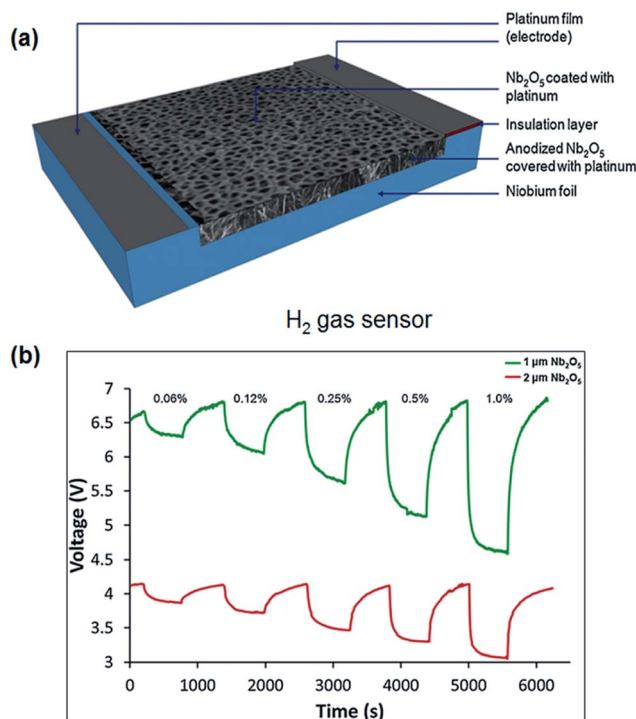 (a)
Platinum film
(electrode)
Nb₂O₅ coated with
platinum
Insulation layer
Anodized Nb₂O₅
covered with platinum
Niobium foil
H₂ gas sensor
(b)
1 µm Nb₂O₅
2 µm Nb₂O₅
0.06%
0.12%
0.25%
0.5%
1.0%
7
6.5
6
5.5
5
4.5
4
3.5
3
Voltage (V)
0
1000
2000
3000
4000
5000
6000
Time (s)